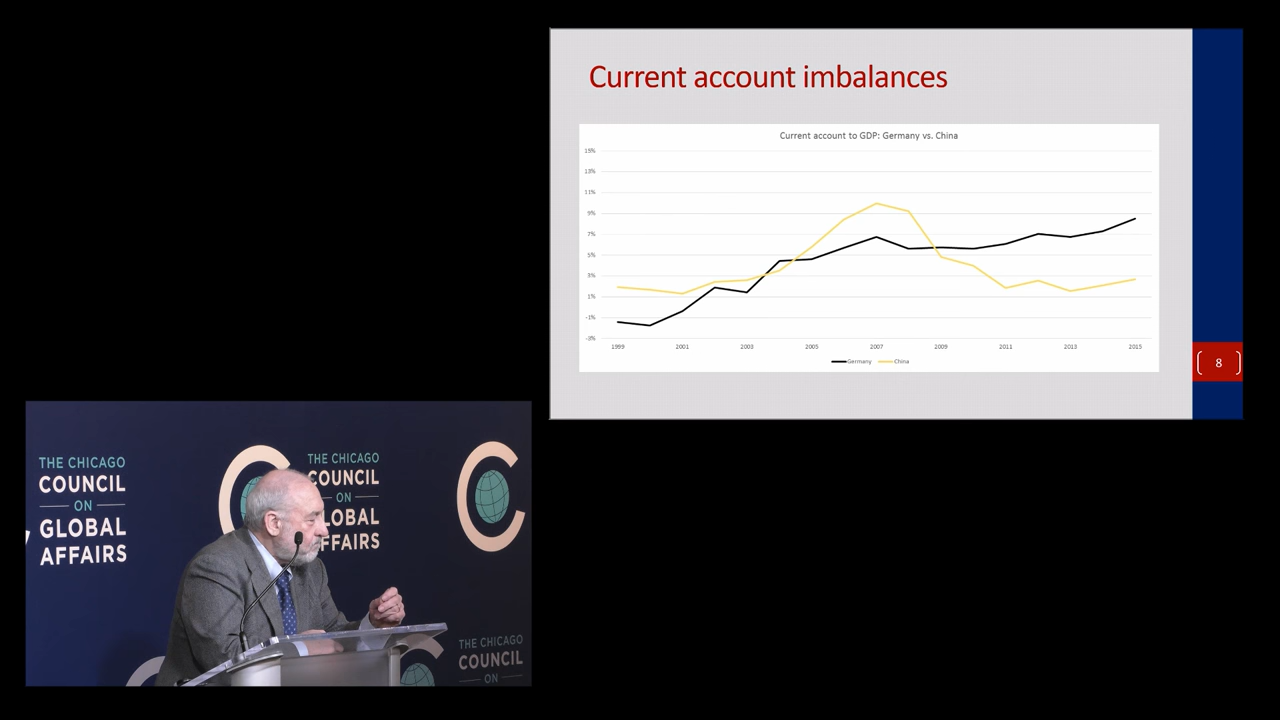 Current account imbalances
Current account to GDP: Germany vs. China
15%
13%
11%
9%
7%
5%
3%
1%
-1%
-3%
1999
2001
2003
2005
2007
2009
2011
2013
2015
Germany
China
8
THE CHICAGO
COUNCIL
ON
GLOBAL
AFFAIRS
THE CHICAGO
COUNCIL
ON
GLOBAL
AFFAIRS
THE CHICAGO
COUNCIL
ON